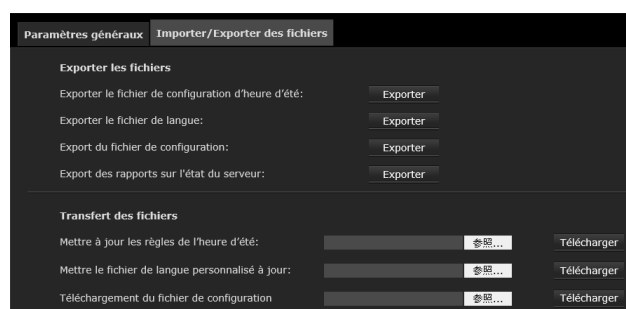 Paramètres généraux Importer/Exporter des fichiers
Exporter les fichiers
Exporter le fichier de configuration d'heure d'été: Exporter
Exporter le fichier de langue: Exporter
Export du fichier de configuration: Exporter
Export des rapports sur l'état du serveur: Exporter
Transfert des fichiers
Mettre à jour les règles de l'heure d'été: 参照... Télécharger
Mettre le fichier de langue personnalisé à jour: 参照... Télécharger
Téléchargement du fichier de configuration 参照... Télécharger